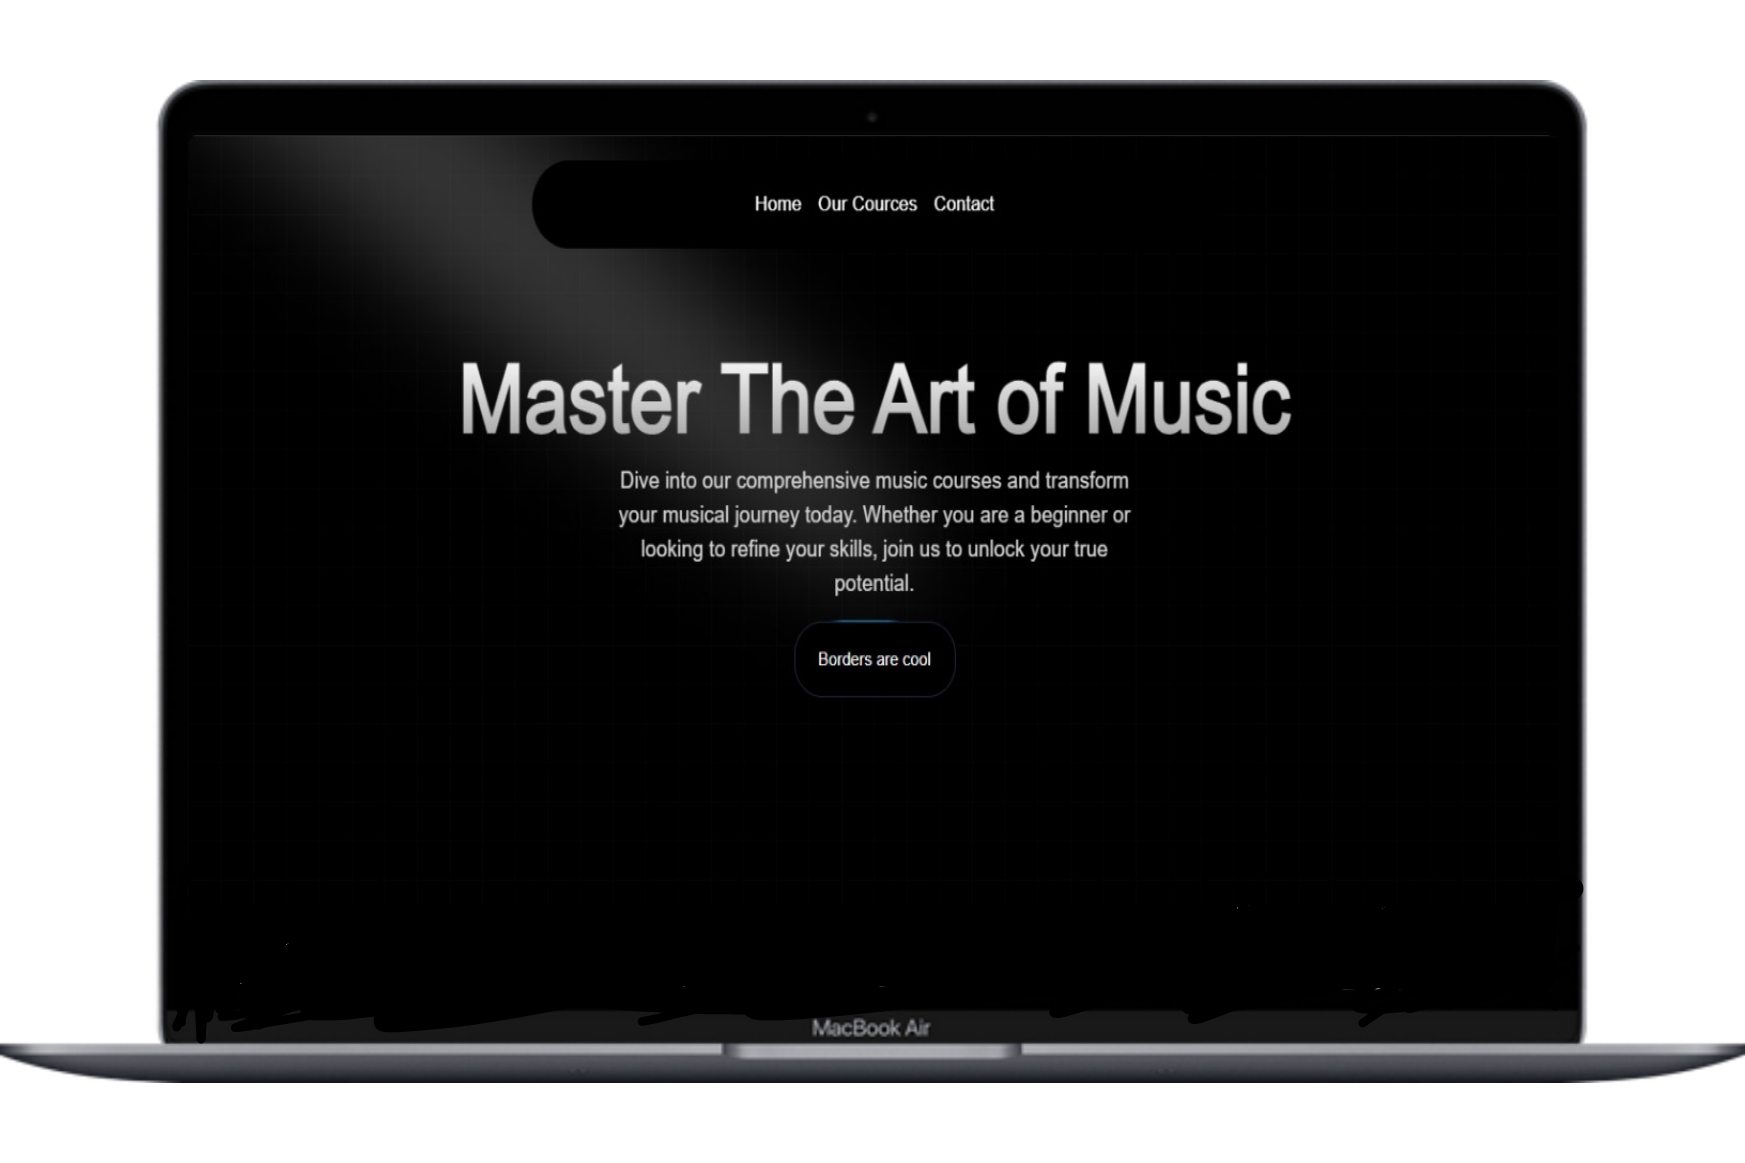 Home Our Cources Contact
Master The Art of Music
Dive into our comprehensive music courses and transform
your musical journey today. Whether you are a beginner or
looking to refine your skills, join us to unlock your true
potential.
Borders are cool
MacBook Air